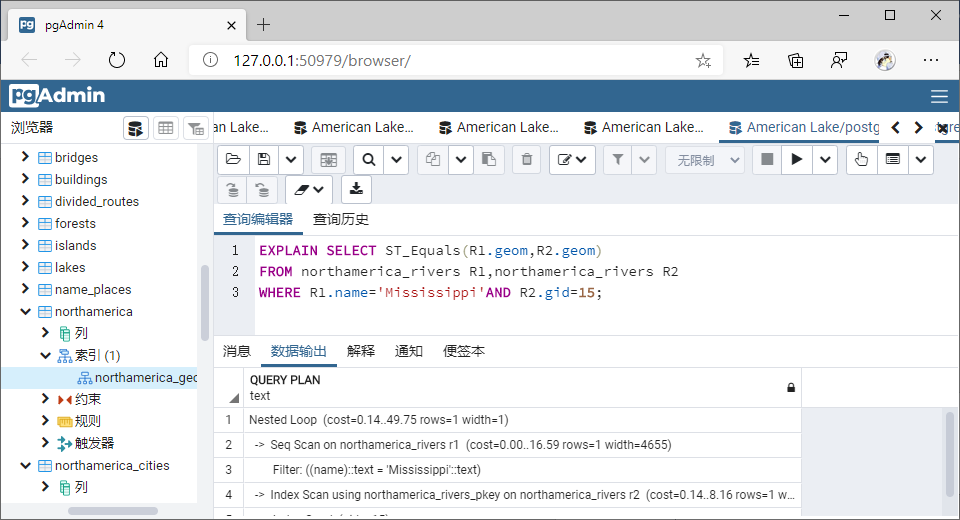 pgAdmin 4
127.0.0.1:50979/browser/
pgAdmin
浏览器
an Lake…
American Lake…
American Lake…
American Lake…
American Lake/postg
stgre
无限制
bridges
buildings
divided_routes
forests
islands
lakes
name_places
northamerica
列
索引 (1)
northamerica_geo
约束
规则
触发器
northamerica_cities
列
查询编辑器 查询历史
1 EXPLAIN SELECT ST_Equals(R1.geom,R2.geom)
2 FROM northamerica_rivers R1,northamerica_rivers R2
3 WHERE R1.name='Mississippi'AND R2.gid=15;
消息 数据输出 解释 通知 便签本
QUERY PLAN
text
1 Nested Loop (cost=0.14..49.75 rows=1 width=1)
2 -> Seq Scan on northamerica_rivers r1 (cost=0.00..16.59 rows=1 width=4655)
3 Filter: ((name)::text = 'Mississippi'::text)
4 -> Index Scan using northamerica_rivers_pkey on northamerica_rivers r2 (cost=0.14..8.16 rows=1 w…